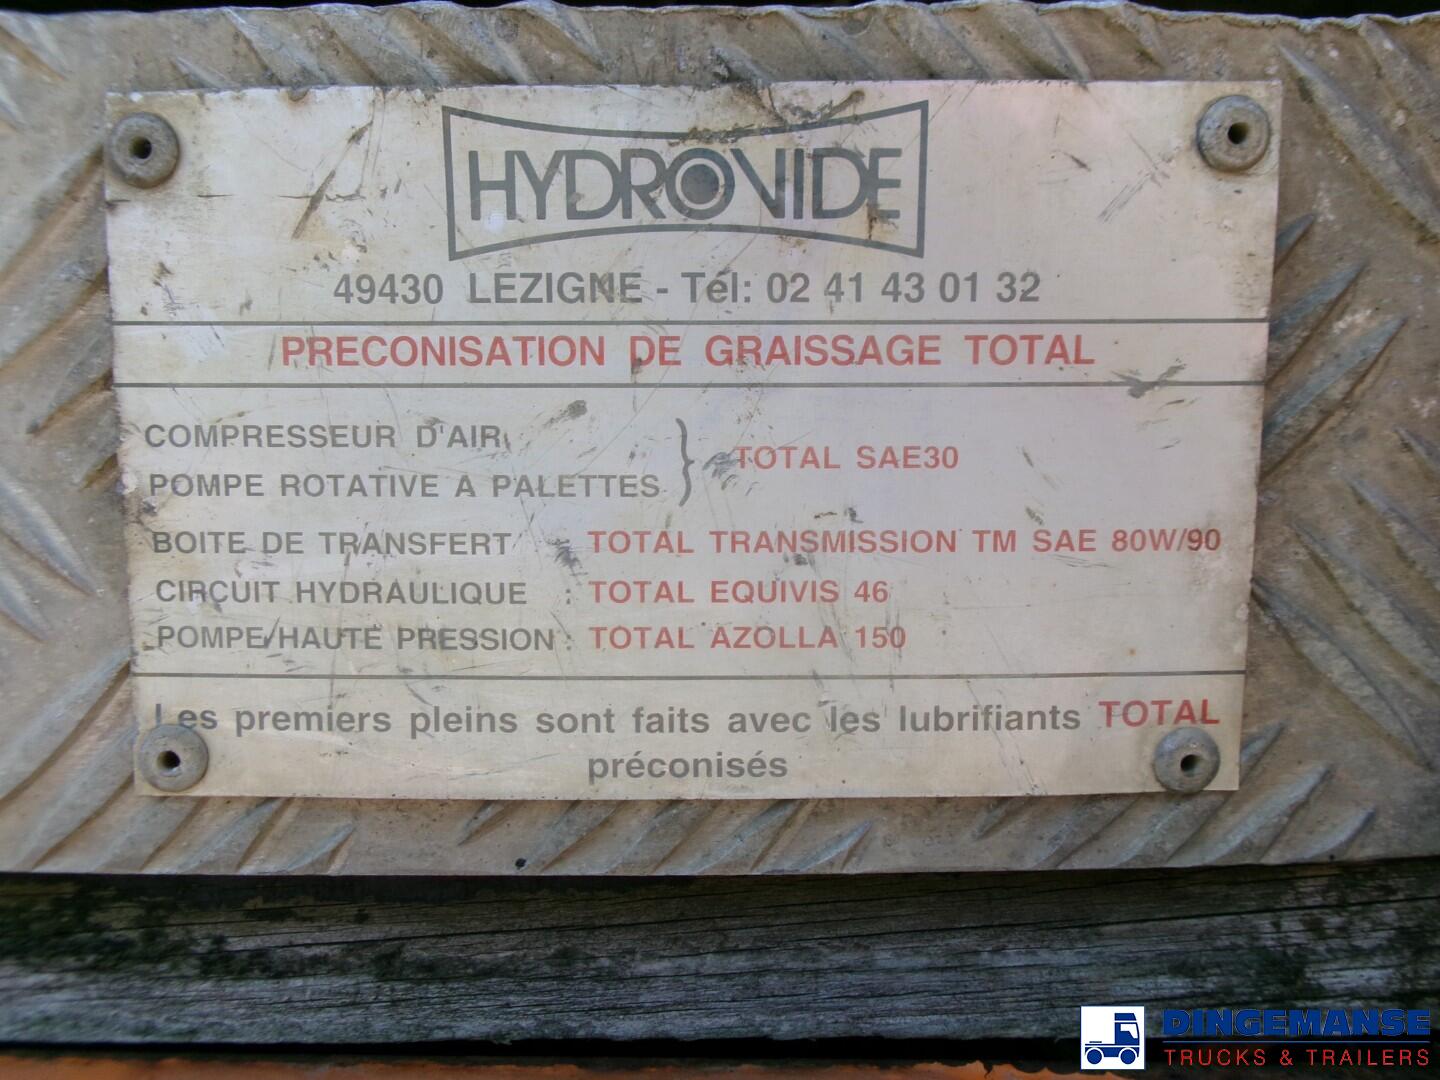 HYDROVIDE
49430 LEZIGNE - Tél: 02 41 43 01 32
PRECONISATION DE GRAISSAGE TOTAL
COMPRESSEUR D'AIR
POMPE ROTATIVE A PALETTES } TOTAL SAE30
BOITE DE TRANSFERT : TOTAL TRANSMISSION TM SAE 80W/90
CIRCUIT HYDRAULIQUE : TOTAL EQUIVIS 46
POMPE HAUTE PRESSION : TOTAL AZOLLA 150
Les premiers pleins sont faits avec les lubrifiants TOTAL
préconisés
DINGEMANSE
TRUCKS & TRAILERS